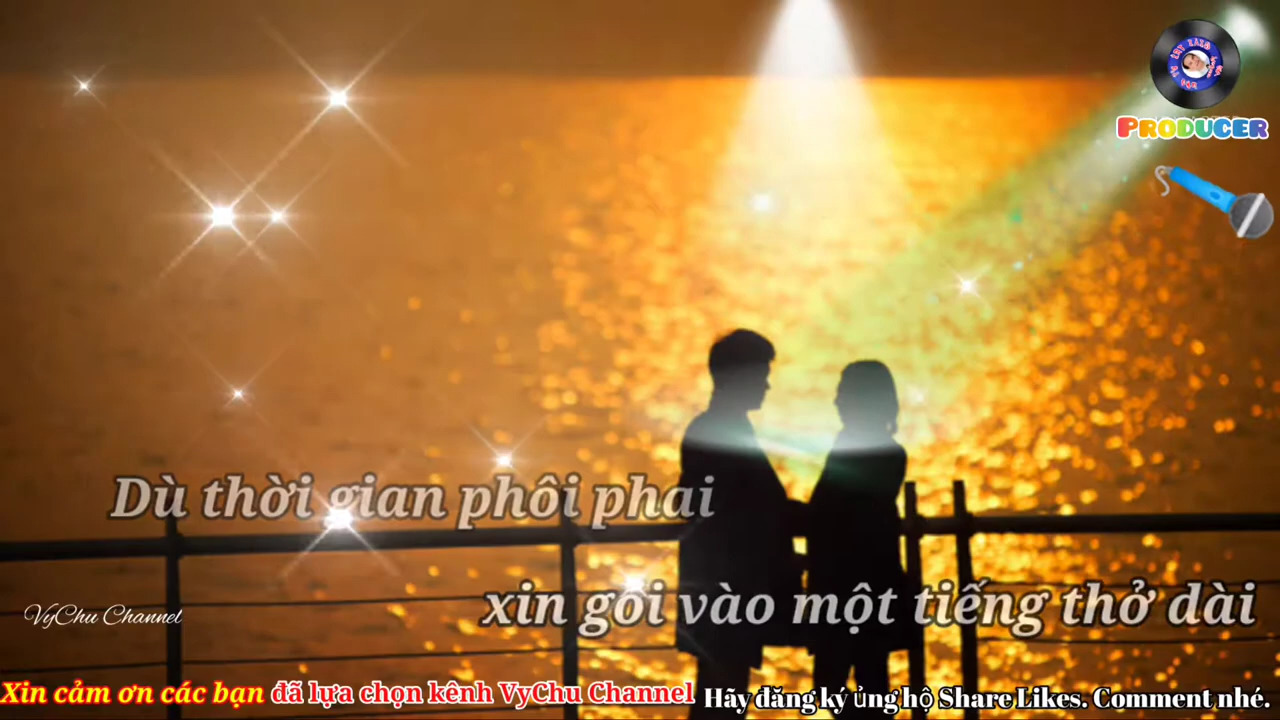 PRODUCER
Dù thời gian phôi phai
xin gói vào một tiếng thở dài
VyChu Channel
Xin cảm ơn các bạn đã lựa chọn kênh VyChu Channel
Hãy đăng ký ủng hộ Share Likes. Comment nhé.